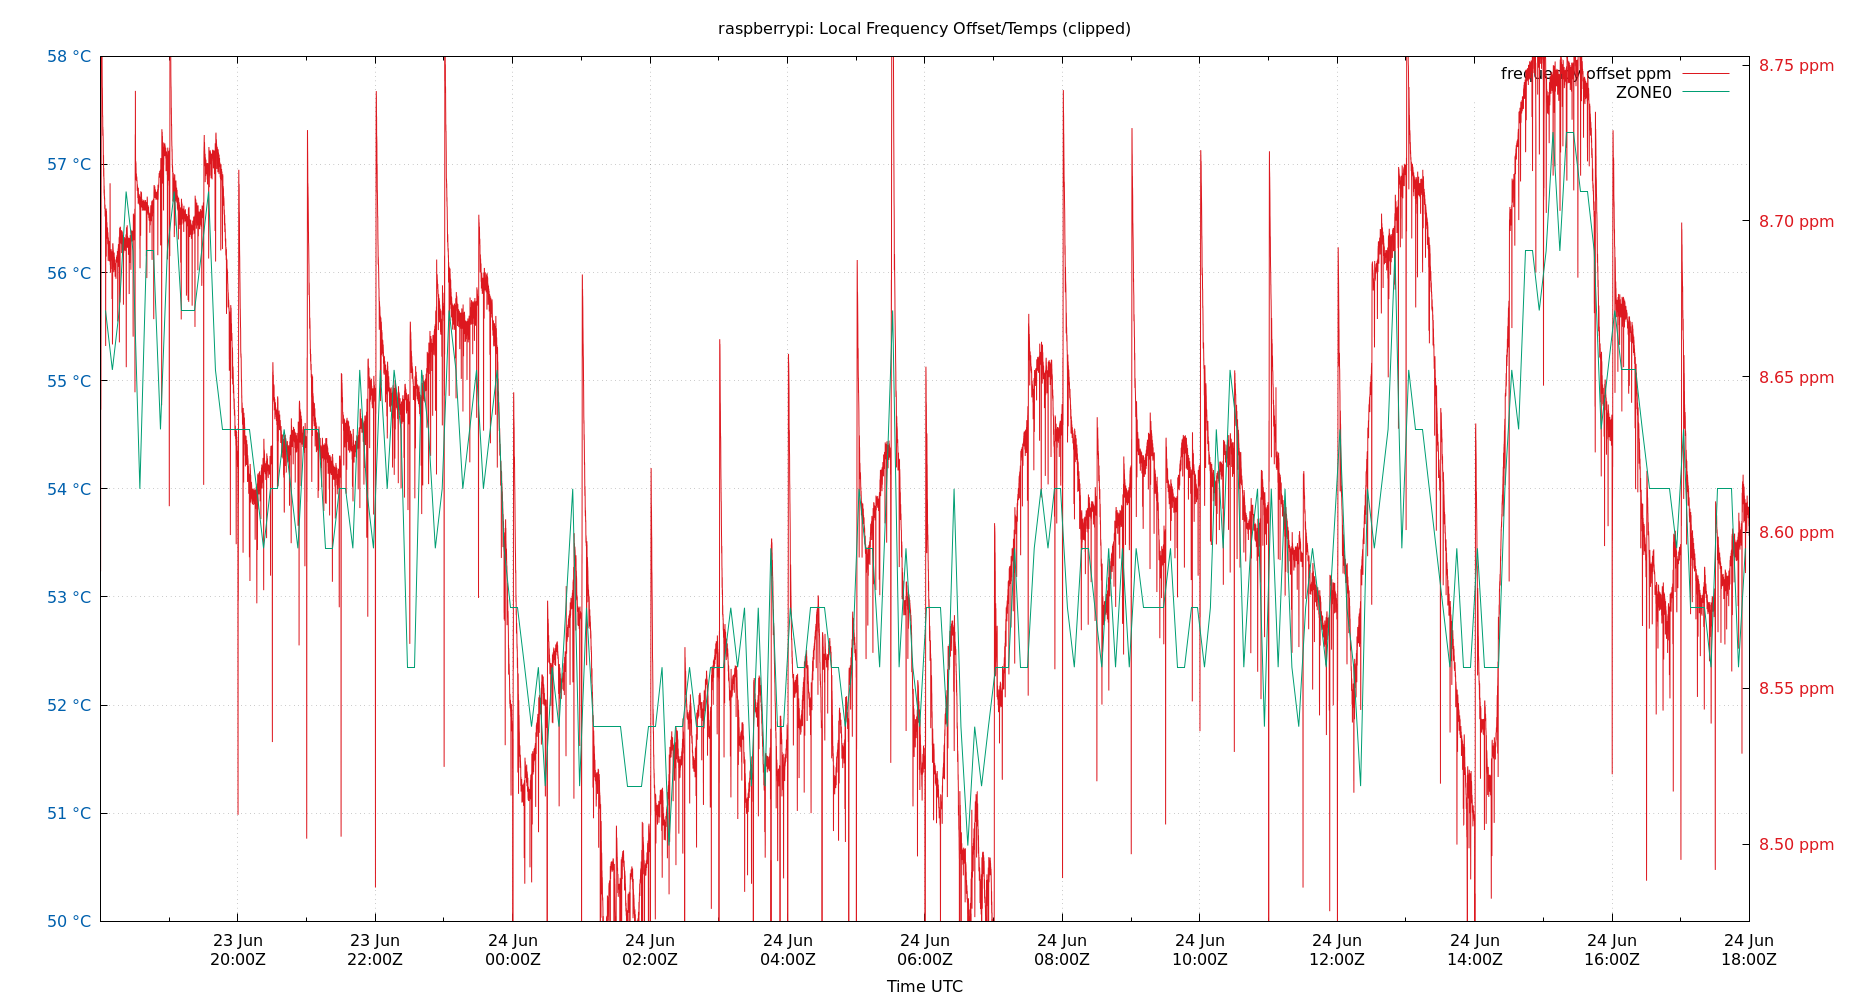 raspberrypi: Local Frequency Offset/Temps (clipped)
58 °C
57 °C
56 °C
55 °C
54 °C
53 °C
52 °C
51 °C
50 °C
frequency offset ppm
ZONE0
8.75 ppm
8.70 ppm
8.65 ppm
8.60 ppm
8.55 ppm
8.50 ppm
23 Jun 23 Jun 24 Jun 24 Jun 24 Jun 24 Jun 24 Jun 24 Jun 24 Jun 24 Jun 24 Jun 24 Jun
20:00Z 22:00Z 00:00Z 02:00Z 04:00Z 06:00Z 08:00Z 10:00Z 12:00Z 14:00Z 16:00Z 18:00Z
Time UTC